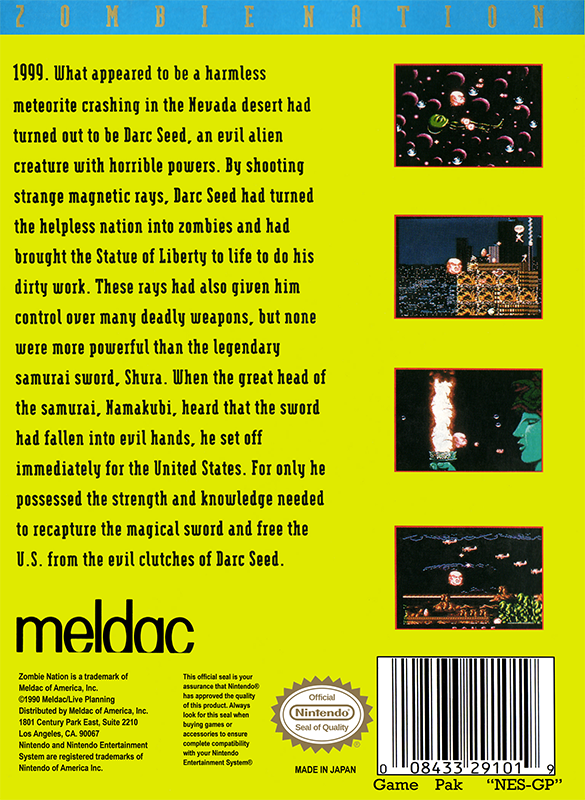 ZOMBIE NATION
1999. What appeared to be a harmless
meteorite crashing in the Nevada desert had
turned out to be Darc Seed, an evil alien
creature with horrible powers. By shooting
strange magnetic rays, Darc Seed had turned
the helpless nation into zombies and had
brought the Statue of Liberty to life to do his
dirty work. These rays had also given him
control over many deadly weapons, but none
were more powerful than the legendary
samurai sword, Shura. When the great head of
the samurai, Namakubi, heard that the sword
had fallen into evil hands, he set off
immediately for the United States. For only he
possessed the strength and knowledge needed
to recapture the magical sword and free the
U.S. from the evil clutches of Darc Seed.
meldac
Zombie Nation is a trademark of
Meldac of America, Inc.
©1990 Meldac/Live Planning
Distributed by Meldac of America, Inc.
1801 Century Park East, Suite 2210
Los Angeles, CA. 90067
Nintendo and Nintendo Entertainment
System are registered trademarks of
Nintendo of America Inc.
This official seal is your
assurance that Nintendo®
has approved the quality
of this product. Always
look for this seal when
buying games or
accessories to ensure
complete compatibility
with your Nintendo
Entertainment System®
Official
Nintendo®
Seal of Quality
®
MADE IN JAPAN
0 08433 29101 9
Game Pak "NES-GP"